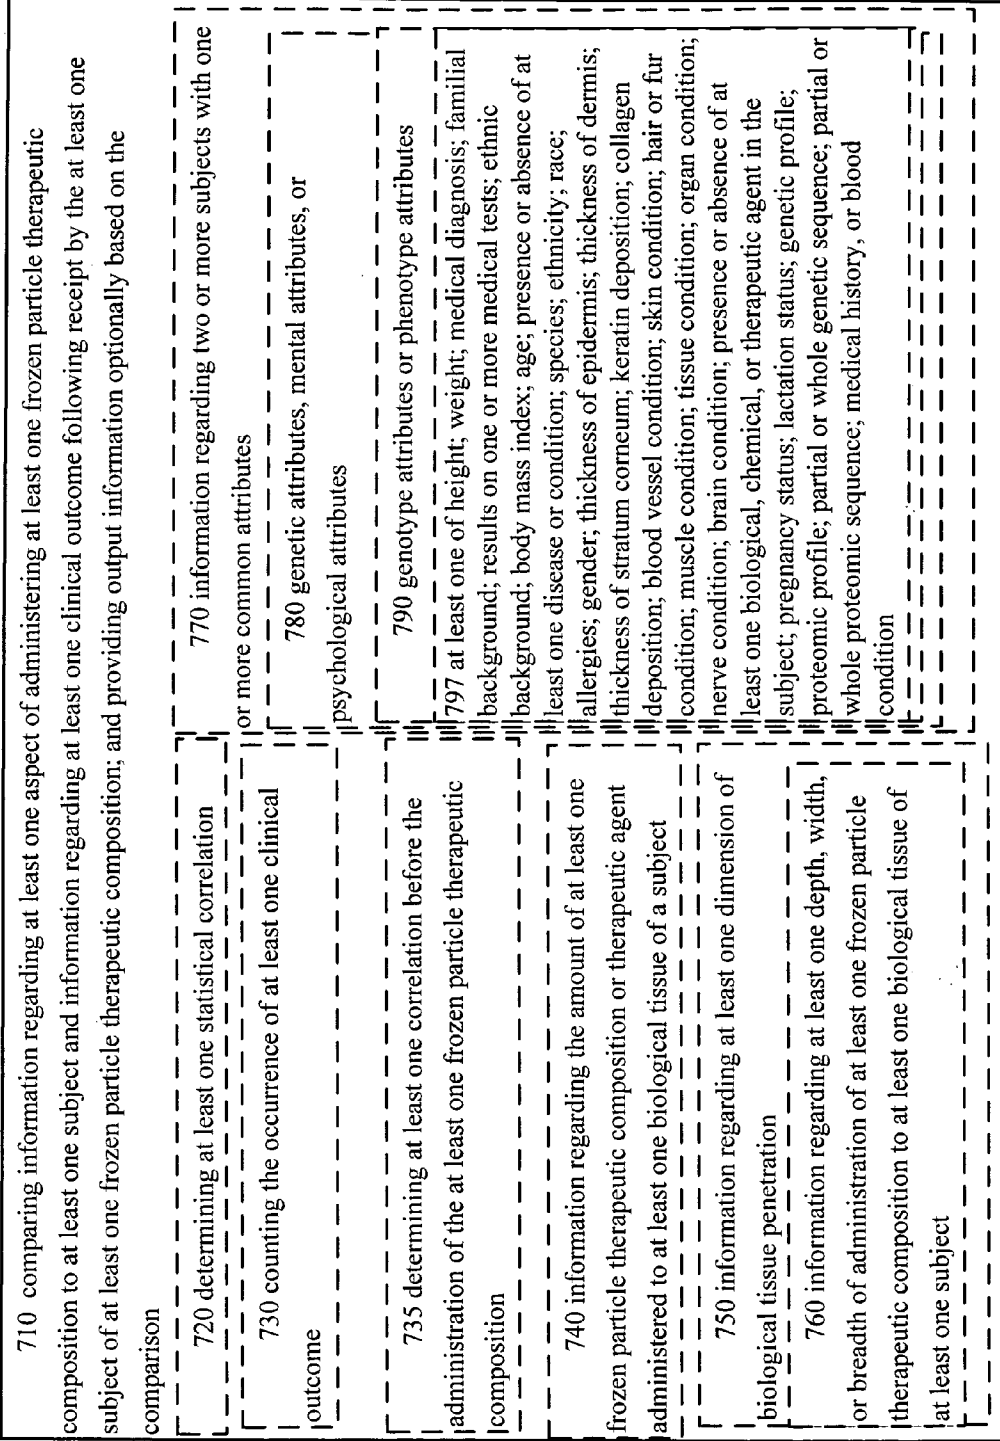 710 comparing information regarding at least one aspect of administering at least one frozen particle therapeutic
composition to at least one subject and information regarding at least one clinical outcome following receipt by the at least one
subject of at least one frozen particle therapeutic composition; and providing output information optionally based on the
comparison
720 determining at least one statistical correlation
730 counting the occurrence of at least one clinical
outcome
735 determining at least one correlation before the
administration of the at least one frozen particle therapeutic
composition
740 information regarding the amount of at least one
frozen particle therapeutic composition or therapeutic agent
administered to at least one biological tissue of a subject
750 information regarding at least one dimension of
biological tissue penetration
760 information regarding at least one depth, width,
or breadth of administration of at least one frozen particle
therapeutic composition to at least one biological tissue of
at least one subject
770 information regarding two or more subjects with one
or more common attributes
780 genetic attributes, mental attributes, or
psychological attributes
790 genotype attributes or phenotype attributes
797 at least one of height; weight; medical diagnosis; familial
background; results on one or more medical tests; ethnic
background; body mass index; age; presence or absence of at
least one disease or condition; species; ethnicity; race;
allergies; gender; thickness of epidermis; thickness of dermis;
thickness of stratum corneum; keratin deposition; collagen
deposition; blood vessel condition; skin condition; hair or fur
condition; muscle condition; tissue condition; organ condition;
nerve condition; brain condition; presence or absence of at
least one biological, chemical, or therapeutic agent in the
subject; pregnancy status; lactation status; genetic profile;
proteomic profile; partial or whole genetic sequence; partial or
whole proteomic sequence; medical history, or blood
condition